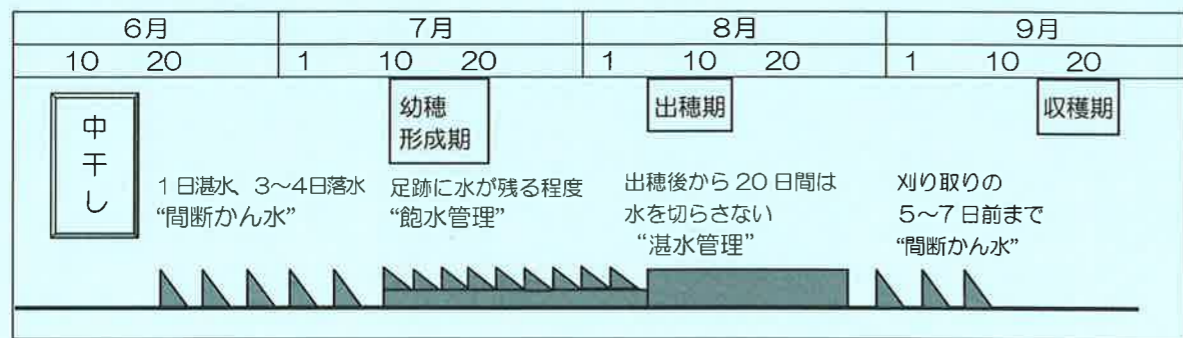 6月 7月 8月 9月
10 20 1 10 20 1 10 20 1 10 20
中干し
幼穂
形成期
出穂期
収穫期
1日湛水、3～4日落水
“間断かん水”
足跡に水が残る程度
“飽水管理”
出穂後から20日間は
水を切らさない
“湛水管理”
刈り取りの
5～7日前まで
“間断かん水”